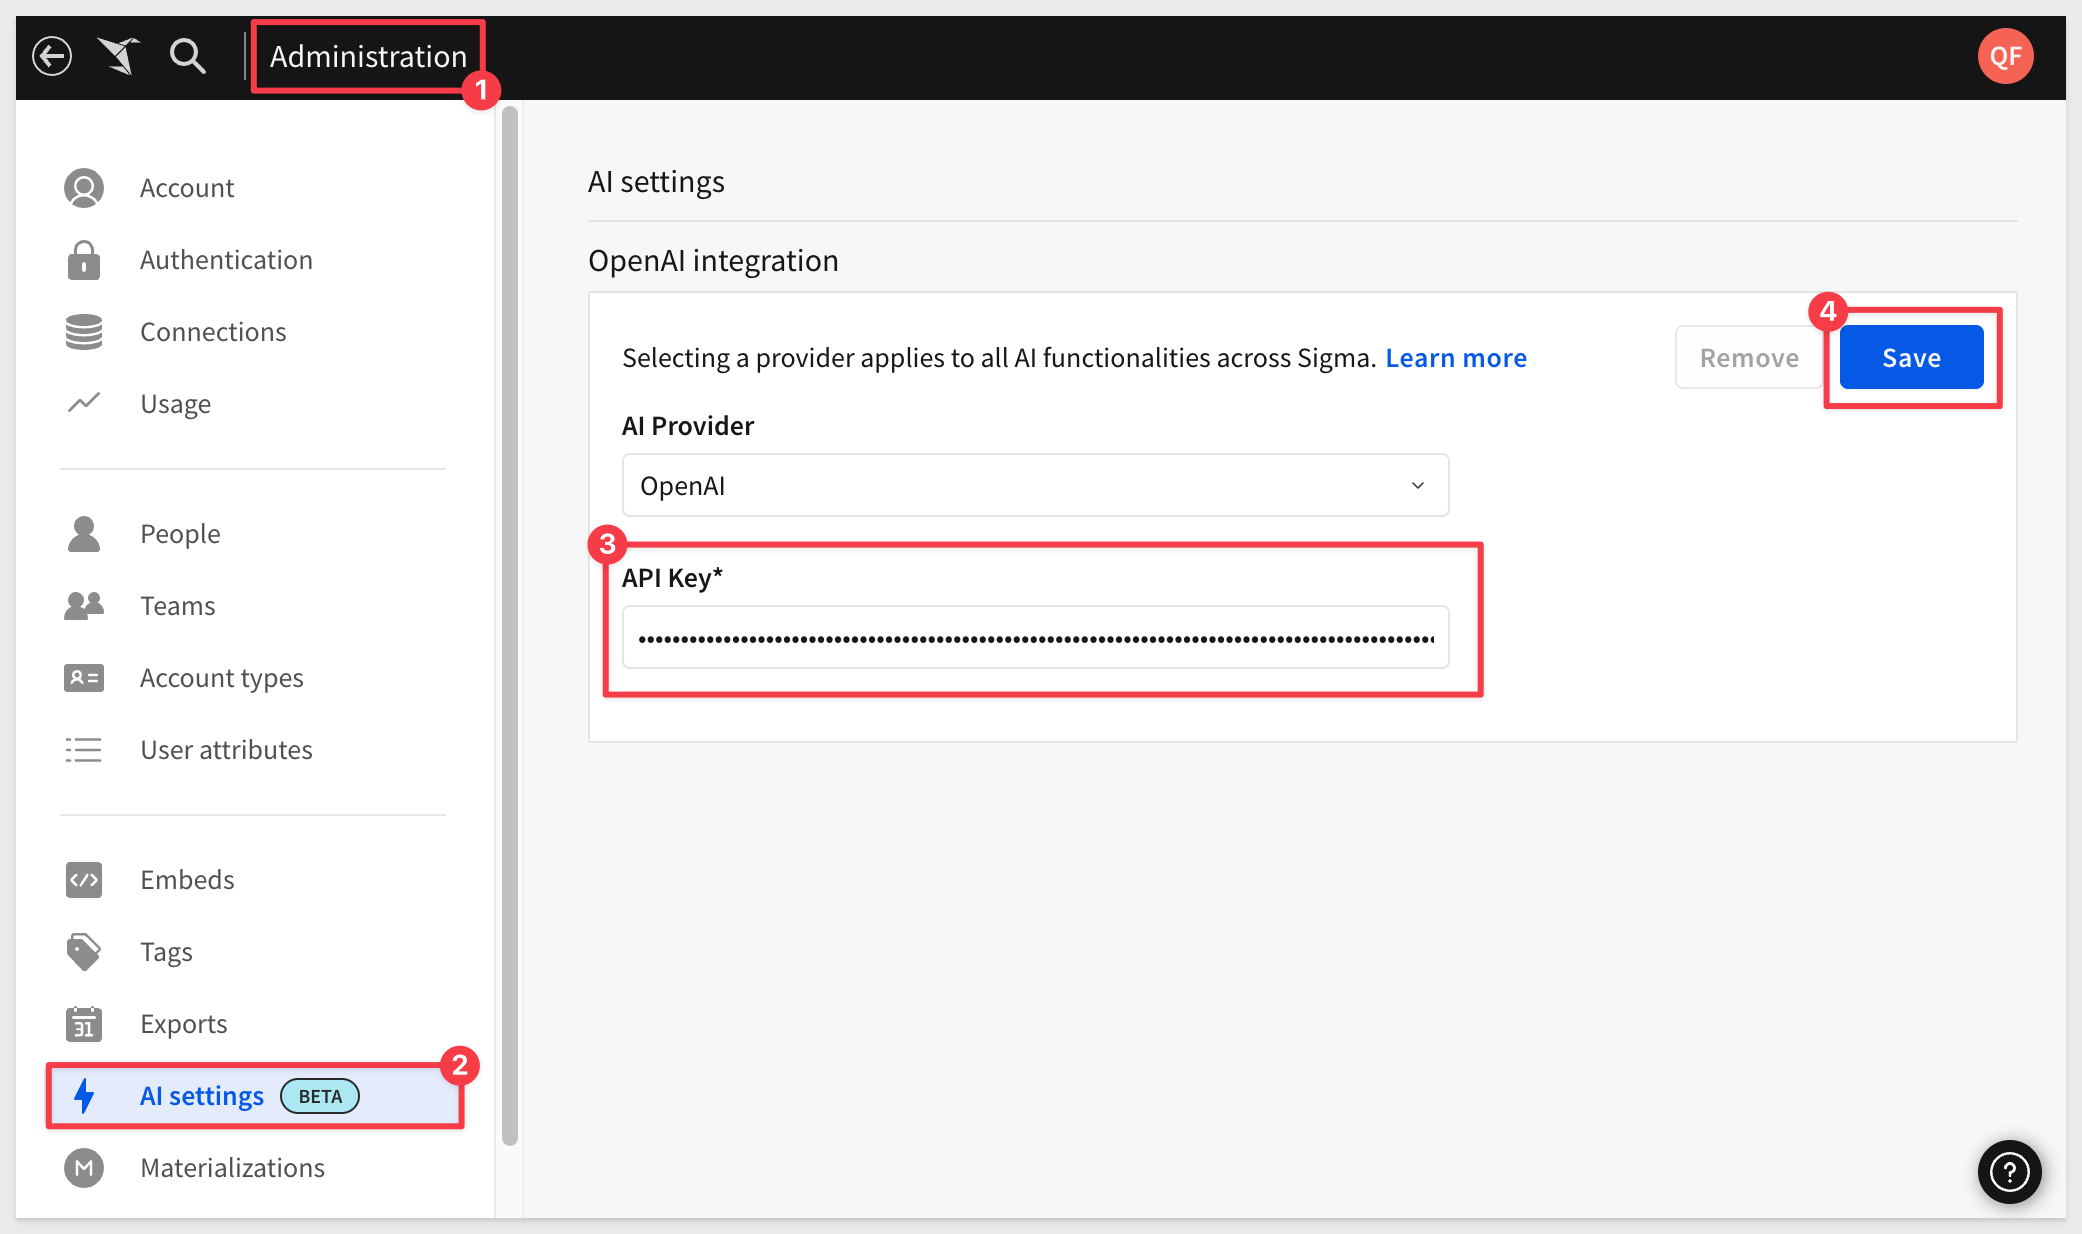 Administration
1
QF
Account
Authentication
Connections
Usage
People
Teams
Account types
User attributes
Embeds
Tags
31
Exports
2
AI settings
BETA
M
Materializations
AI settings
OpenAI integration
Selecting a provider applies to all AI functionalities across Sigma. Learn more
Remove
4
Save
AI Provider
OpenAI
3
API Key*
?